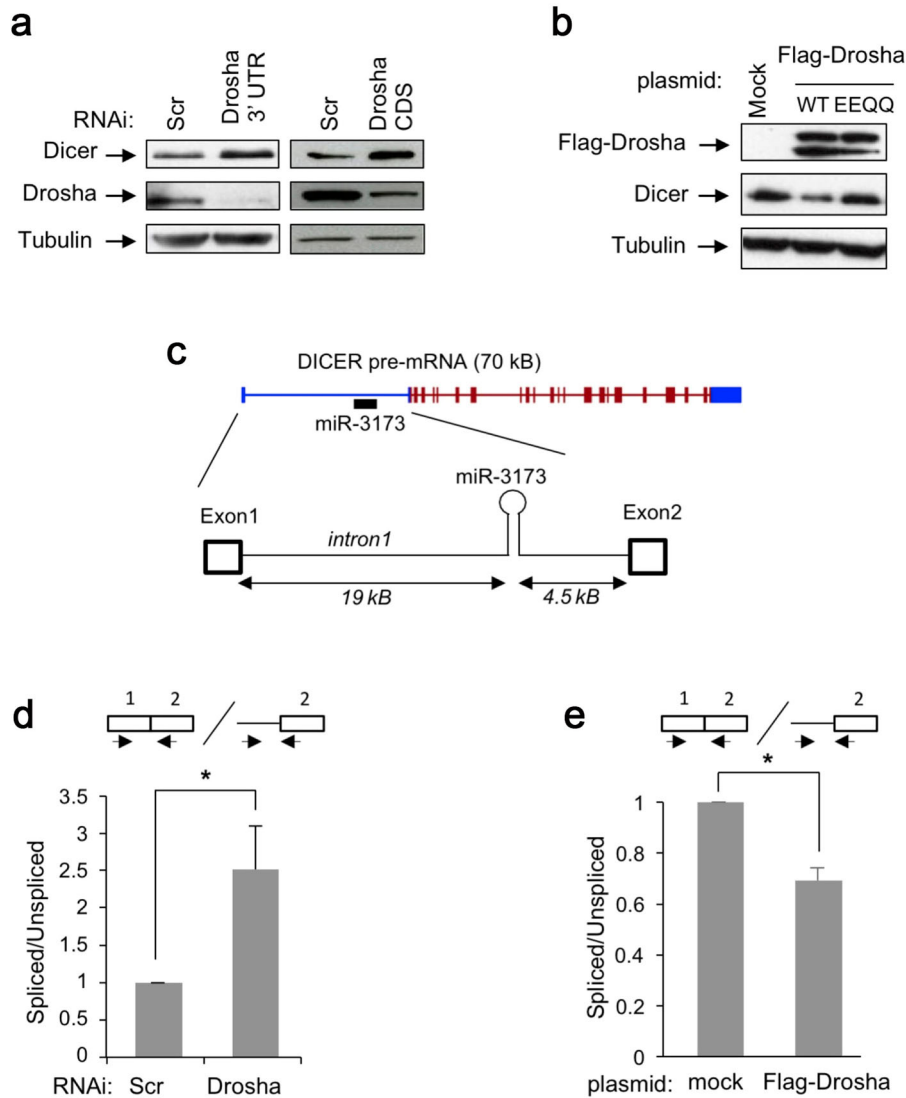 a
RNAi:
Scr
Drosha
3' UTR
Scr
Drosha
CDS
Dicer
Drosha
Tubulin
b
Flag-Drosha
plasmid:
Mock
WT EEQQ
Flag-Drosha
Dicer
Tubulin
c
DICER pre-mRNA (70 kB)
miR-3173
miR-3173
Exon1
intron1
Exon2
19 kB
4.5 kB
d
1 2 2
*
Spliced/Unspliced
3.5
3
2.5
2
1.5
1
0.5
0
RNAi: Scr Drosha
e
1 2 2
*
Spliced/Unspliced
1
0.8
0.6
0.4
0.2
0
plasmid: mock Flag-Drosha